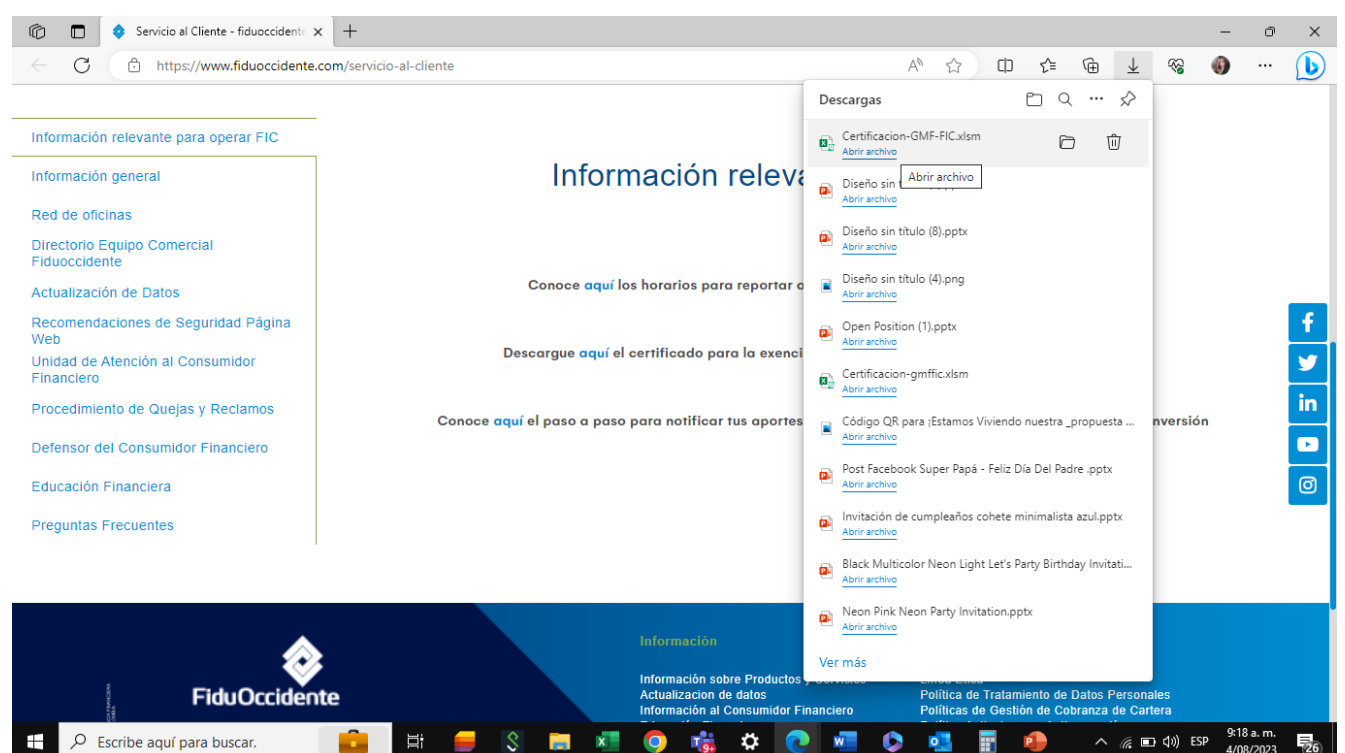 Servicio al Cliente - fiduoccident
https://www.fiduoccidente.com/servicio-al-cliente
Información relevante para operar FIC
Información general
Red de oficinas
Directorio Equipo Comercial
Fiduoccidente
Actualización de Datos
Recomendaciones de Seguridad Página
Web
Unidad de Atención al Consumidor
Financiero
Procedimiento de Quejas y Reclamos
Defensor del Consumidor Financiero
Educación Financiera
Preguntas Frecuentes
Información releva
Conoce aquí los horarios para reportar
Descargue aquí el certificado para la exenci
Conoce aquí el paso a paso para notificar tus aportes
nversión
Descargas
Certificacion-GMF-FIC.xlsm
Abrir archivo
Abrir archivo
Diseño sin
Abrir archivo
Diseño sin título (8).pptx
Abrir archivo
Diseño sin título (4).png
Abrir archivo
Open Position (1).pptx
Abrir archivo
Certificacion-gmffic.xlsm
Abrir archivo
Código QR para ¡Estamos Viviendo nuestra _propuesta ...
Abrir archivo
Post Facebook Super Papá - Feliz Día Del Padre .pptx
Abrir archivo
Invitación de cumpleaños cohete minimalista azul.pptx
Abrir archivo
Black Multicolor Neon Light Let's Party Birthday Invitati...
Abrir archivo
Neon Pink Neon Party Invitation.pptx
Abrir archivo
Ver más
FiduOccidente
Información
Información sobre Productos y Servicios
Actualizacion de datos
Información al Consumidor Financiero
Política de Tratamiento de Datos Personales
Políticas de Gestión de Cobranza de Cartera
Escribe aquí para buscar.
9+
ESP
9:18 a. m.
4/08/2023
26